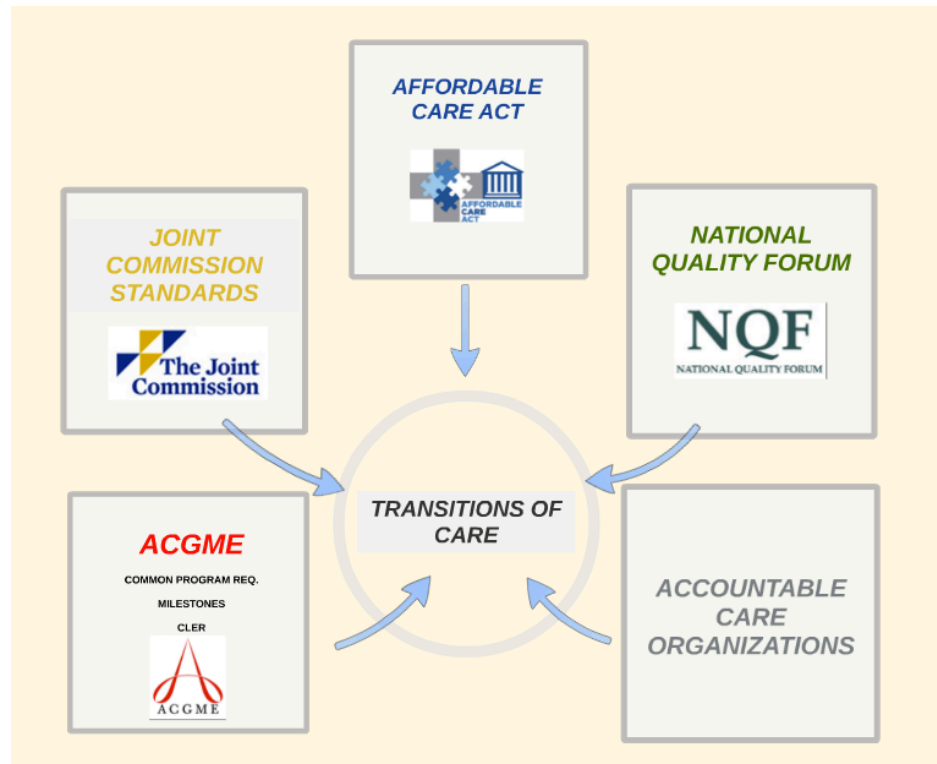 AFFORDABLE
CARE ACT
AFFORDABLE
CARE
ACT
JOINT
COMMISSION
STANDARDS
The Joint
Commission
NATIONAL
QUALITY FORUM
NQF
NATIONAL QUALITY FORUM
TRANSITIONS OF
CARE
ACGME
COMMON PROGRAM REQ.
MILESTONES
CLER
ACGME
ACCOUNTABLE
CARE
ORGANIZATIONS